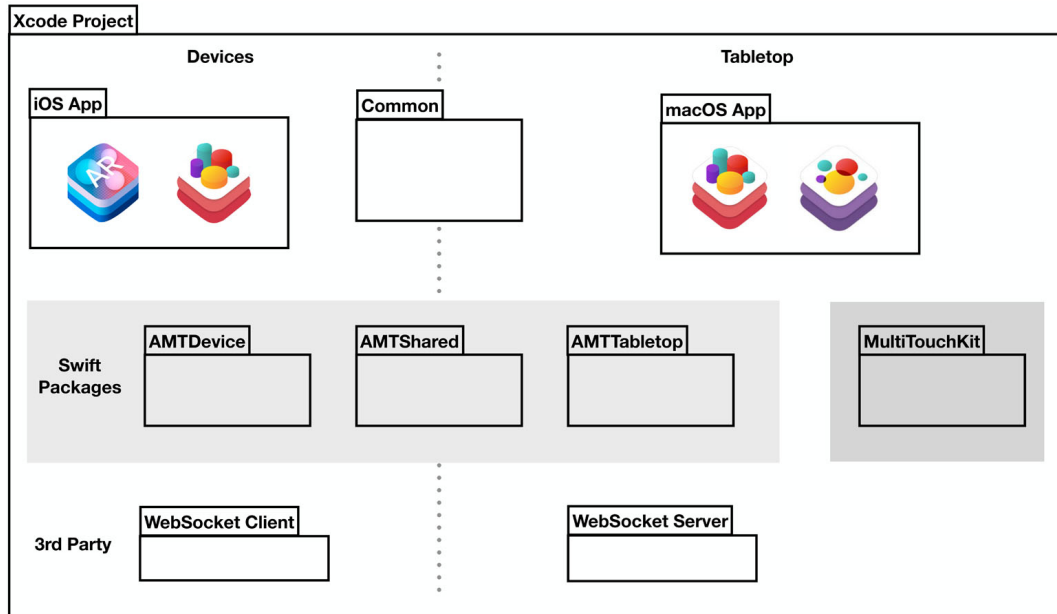 Xcode Project
Devices
Tabletop
iOS App
Common
macOS App
AR
AMTDevice
AMTShared
AMTTabletop
MultiTouchKit
Swift
Packages
WebSocket Client
WebSocket Server
3rd Party